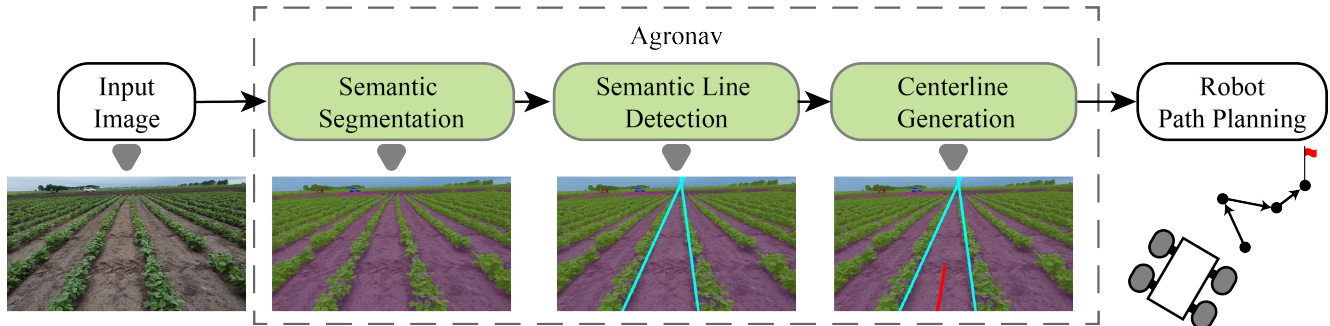 Agronav
Input
Image
Semantic
Segmentation
Semantic Line
Detection
Centerline
Generation
Robot
Path Planning